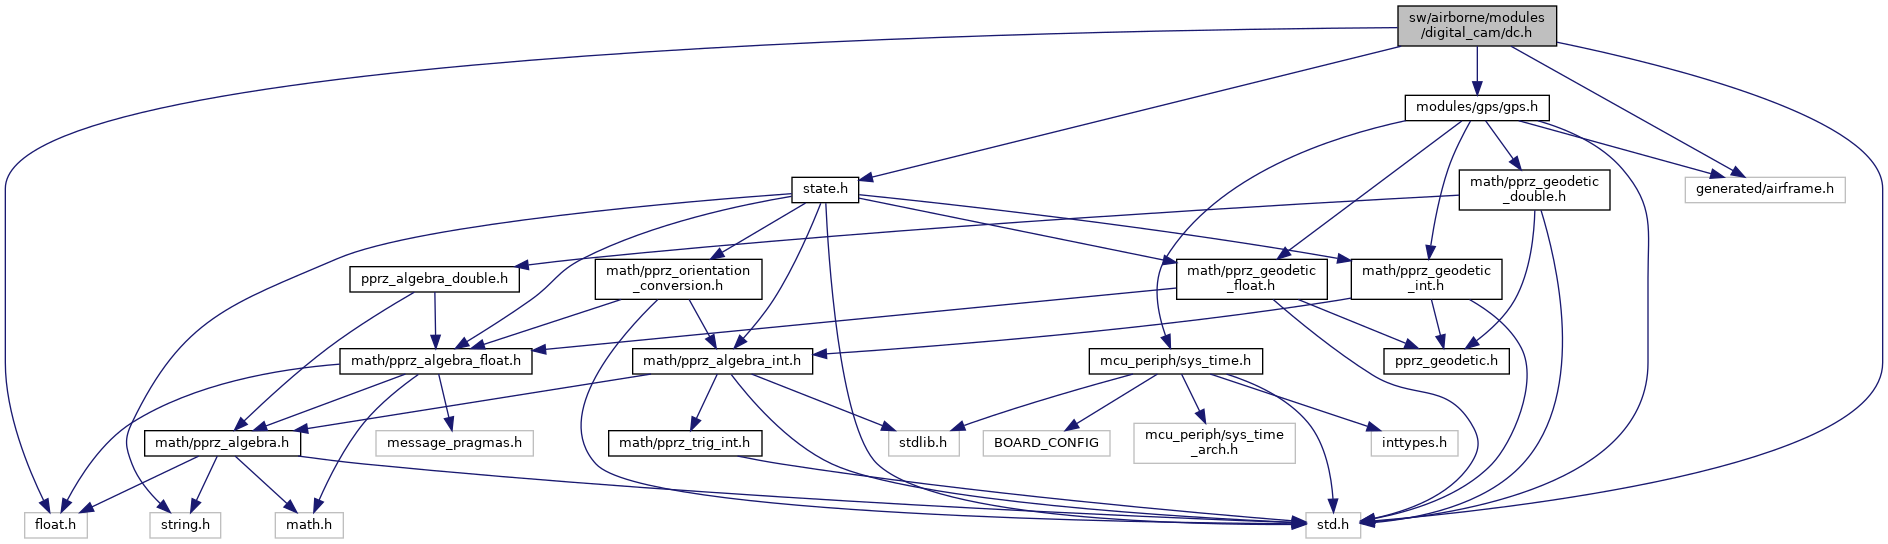 sw/airborne/modules
/digital_cam/dc.h
modules/gps/gps.h
state.h
math/pprz_geodetic
_double.h
generated/airframe.h
pprz_algebra_double.h
math/pprz_orientation
_conversion.h
math/pprz_geodetic
_float.h
math/pprz_geodetic
_int.h
math/pprz_algebra_float.h
math/pprz_algebra_int.h
mcu_periph/sys_time.h
pprz_geodetic.h
math/pprz_algebra.h
message_pragmas.h
math/pprz_trig_int.h
stdlib.h
BOARD_CONFIG
mcu_periph/sys_time
_arch.h
inttypes.h
float.h
string.h
math.h
std.h